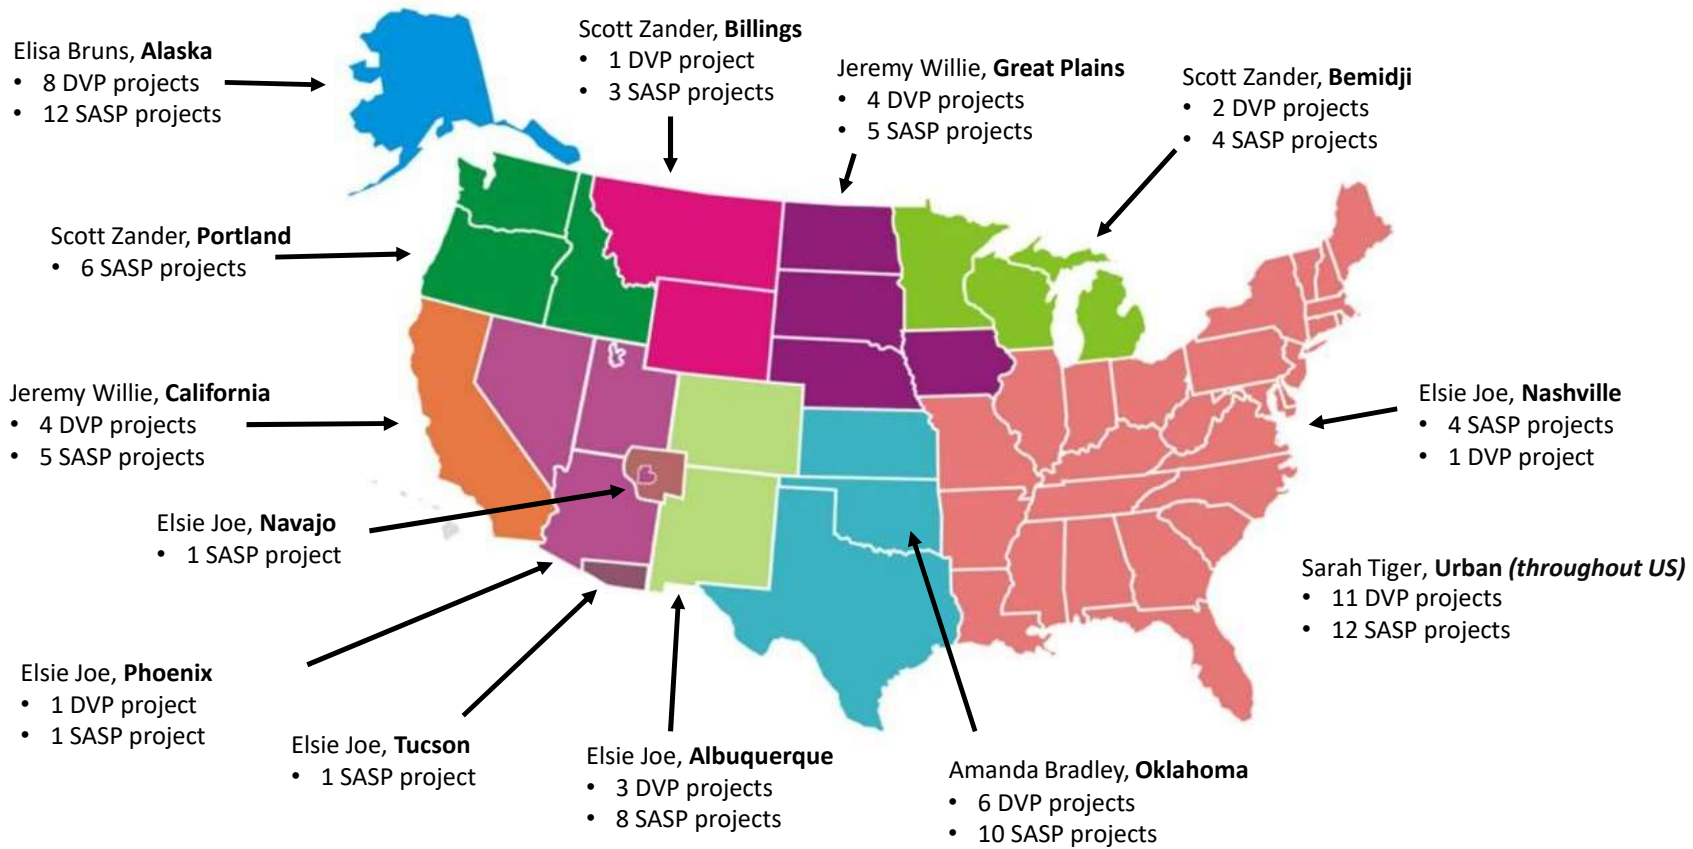 Elisa Bruns, Alaska
• 8 DVP projects
• 12 SASP projects
Scott Zander, Billings
• 1 DVP project
• 3 SASP projects
Jeremy Willie, Great Plains
• 4 DVP projects
• 5 SASP projects
Scott Zander, Bemidji
• 2 DVP projects
• 4 SASP projects
Scott Zander, Portland
• 6 SASP projects
Jeremy Willie, California
• 4 DVP projects
• 5 SASP projects
Elsie Joe, Nashville
• 4 SASP projects
• 1 DVP project
Elsie Joe, Navajo
• 1 SASP project
Sarah Tiger, Urban (throughout US)
• 11 DVP projects
• 12 SASP projects
Elsie Joe, Phoenix
• 1 DVP project
• 1 SASP project
Elsie Joe, Tucson
• 1 SASP project
Elsie Joe, Albuquerque
• 3 DVP projects
• 8 SASP projects
Amanda Bradley, Oklahoma
• 6 DVP projects
• 10 SASP projects